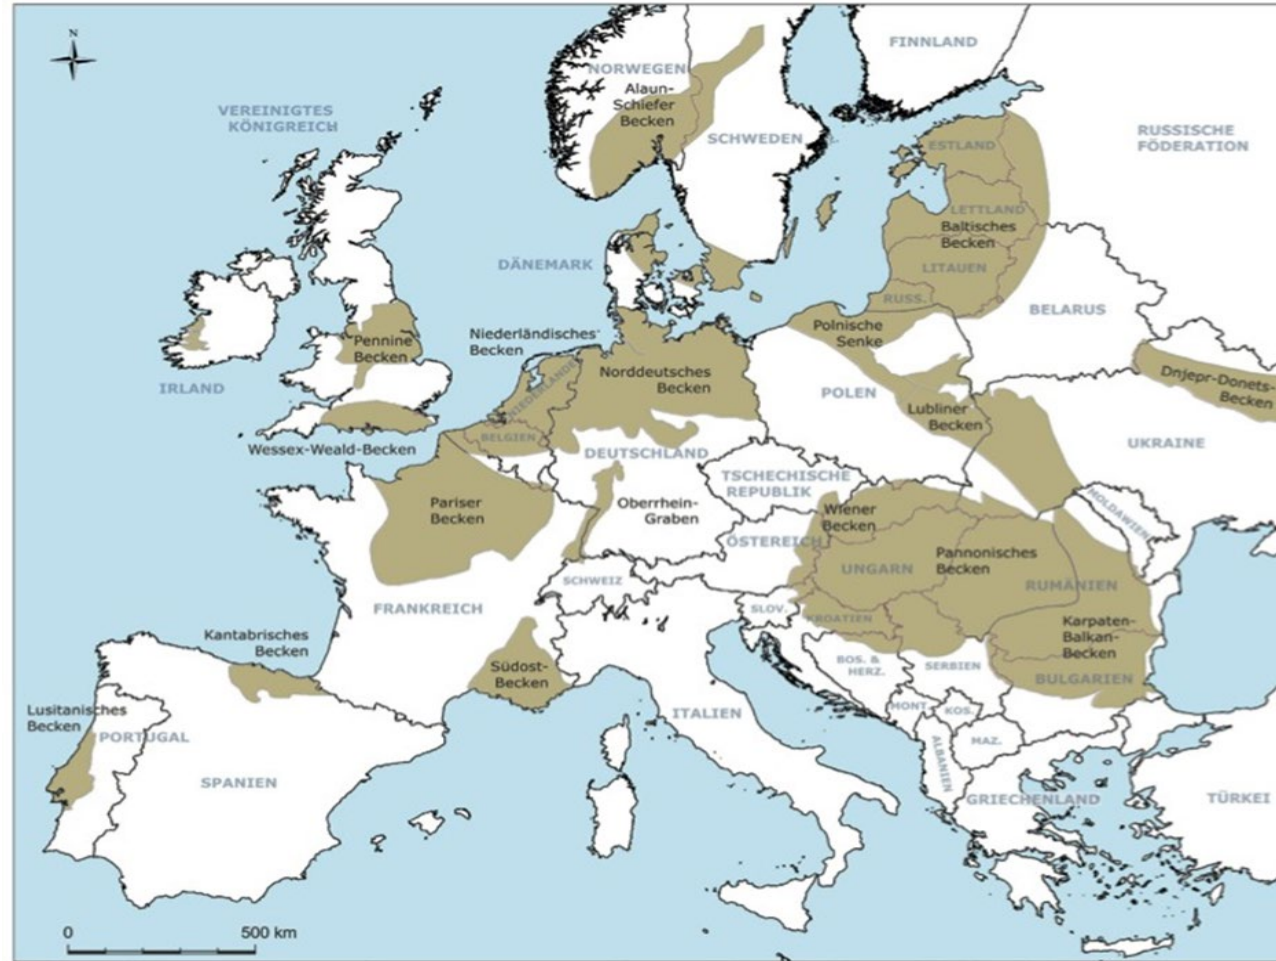 N
FINNLAND
NORWEGEN
Alaun-
Schiefer
Becken
VEREINIGTES
KÖNIGREICH
SCHWEDEN
RUSSISCHE
FÖDERATION
ESTLAND
LETTLAND
Baltisches
Becken
LITAUEN
DÄNEMARK
RUSS.
BELARUS
Niederländisches
Becken
Polnische
Senke
Pennine
Becken
IRLAND
NIEDERLANDE
Norddeutsches
Becken
POLEN
Dnjepr-Donets-
Becken
Lubliner
Becken
BELGIEN
UKRAINE
Wessex-Weald-Becken
DEUTSCHLAND
TSCHECHISCHE
REPUBLIK
Pariser
Becken
Oberrhein-
Graben
Wiener
Becken
MOLDAWIEN
ÖSTEREICH
Pannonisches
Becken
UNGARN
RUMÄNIEN
SCHWEIZ
FRANKREICH
SLOV.
KROATIEN
Karpaten-
Balkan-
Becken
Kantabrisches
Becken
Südost-
Becken
BOS. &
HERZ.
SERBIEN
BULGARIEN
Lusitanisches
Becken
PORTUGAL
ITALIEN
MONT.
KOS.
MAZ.
ALBANIEN
SPANIEN
GRIECHENLAND
TÜRKEI
0 500 km